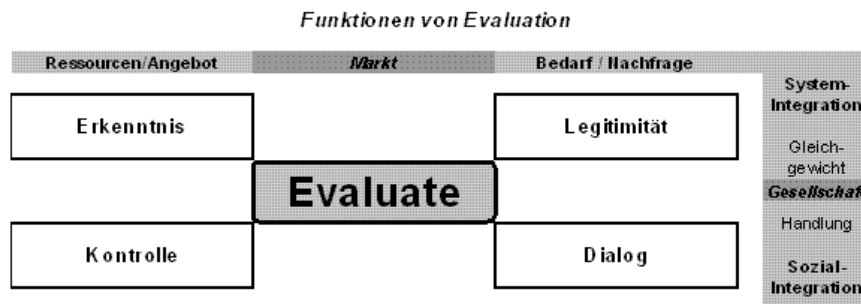 Funktionen von Evaluation
Ressourcen/Angebot Markt Bedarf / Nachfrage
System-
Integration
Erkenntnis Legitimität
Gleich-
gewicht
Evaluate
Gesellschaf
Handlung
Kontrolle Dialog
Sozial-
Integration